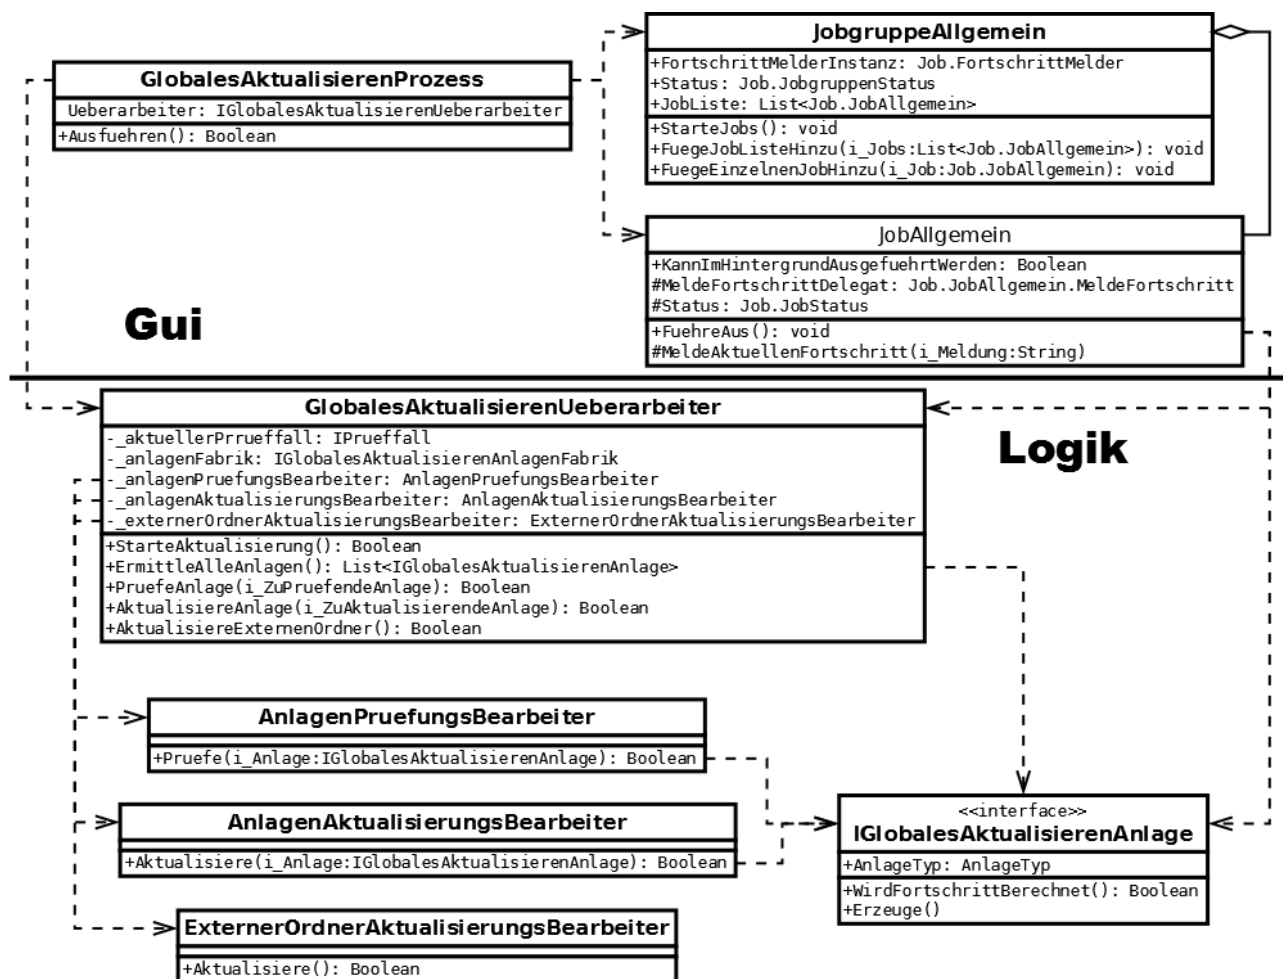 GlobalesAktualisierenProzess
Ueberarbeiter: IGlobalesAktualisierenUeberarbeiter
+Ausfuehren(): Boolean
JobgruppeAllgemein
+FortschrittMelderInstanz: Job.FortschrittMelder
+Status: Job.JobgruppenStatus
+JobListe: List<Job.JobAllgemein>
+StarteJobs(): void
+FuegeJobListeHinzu(i_Jobs:List<Job.JobAllgemein>): void
+FuegeEinzelnenJobHinzu(i_Job:Job.JobAllgemein): void
JobAllgemein
+KannImHintergrundAusgefuehrtWerden: Boolean
#MeldeFortschrittDelegat: Job.JobAllgemein.MeldeFortschritt
#Status: Job.JobStatus
+FuehreAus(): void
#MeldeAktuellenFortschritt(i_Meldung:String)
Gui
Logik
GlobalesAktualisierenUeberarbeiter
-_aktuellerPrrueffall: IPrueffall
-_anlagenFabrik: IGlobalesAktualisierenAnlagenFabrik
-_anlagenPruefungsBearbeiter: AnlagenPruefungsBearbeiter
-_anlagenAktualisierungsBearbeiter: AnlagenAktualisierungsBearbeiter
-_externerOrdnerAktualisierungsBearbeiter: ExternerOrdnerAktualisierungsBearbeiter
+StarteAktualisierung(): Boolean
+ErmittleAlleAnlagen(): List<IGlobalesAktualisierenAnlage>
+PruefeAnlage(i_ZuPruefendeAnlage): Boolean
+AktualisiereAnlage(i_ZuAktualisierendeAnlage): Boolean
+AktualisiereExternenOrdner(): Boolean
AnlagenPruefungsBearbeiter
+Pruefe(i_Anlage:IGlobalesAktualisierenAnlage): Boolean
AnlagenAktualisierungsBearbeiter
+Aktualisiere(i_Anlage:IGlobalesAktualisierenAnlage): Boolean
ExternerOrdnerAktualisierungsBearbeiter
+Aktualisiere(): Boolean
<<interface>>
IGlobalesAktualisierenAnlage
+AnlageTyp: AnlageTyp
+WirdFortschrittBerechnet(): Boolean
+Erzeuge()